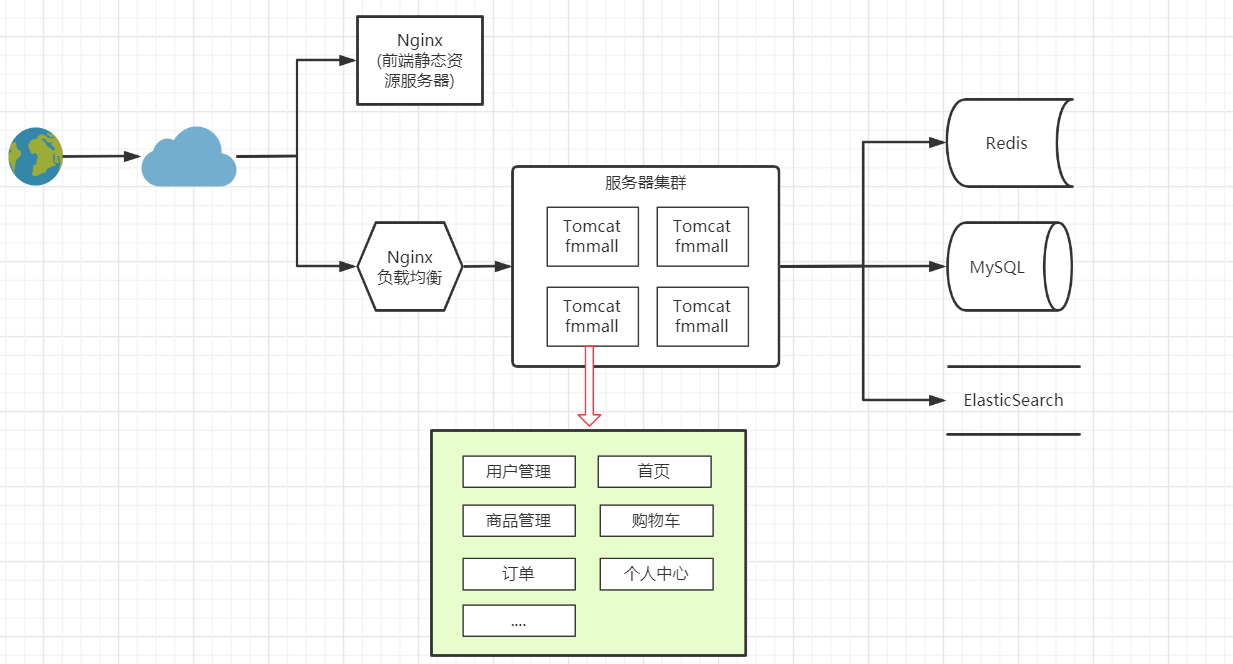 Nginx
(前端静态资
源服务器)
Nginx
负载均衡
服务器集群
Tomcat
fmmall
Tomcat
fmmall
Tomcat
fmmall
Tomcat
fmmall
Redis
MySQL
ElasticSearch
用户管理
首页
商品管理
购物车
订单
个人中心
....